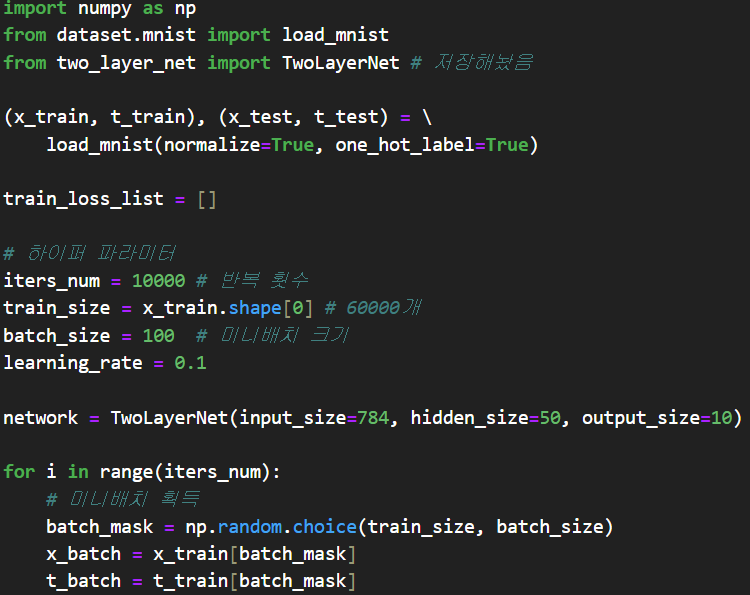 import numpy as np
from dataset.mnist import load_mnist
from two_layer_net import TwoLayerNet # 저장해놨음
(x_train, t_train), (x_test, t_test) = \
    load_mnist(normalize=True, one_hot_label=True)
train_loss_list = []
# 하이퍼 파라미터
iters_num = 10000 # 반복 횟수
train_size = x_train.shape[0] # 60000개
batch_size = 100  # 미니배치 크기
learning_rate = 0.1
network = TwoLayerNet(input_size=784, hidden_size=50, output_size=10)
for i in range(iters_num):
    # 미니배치 획득
    batch_mask = np.random.choice(train_size, batch_size)
    x_batch = x_train[batch_mask]
    t_batch = t_train[batch_mask]